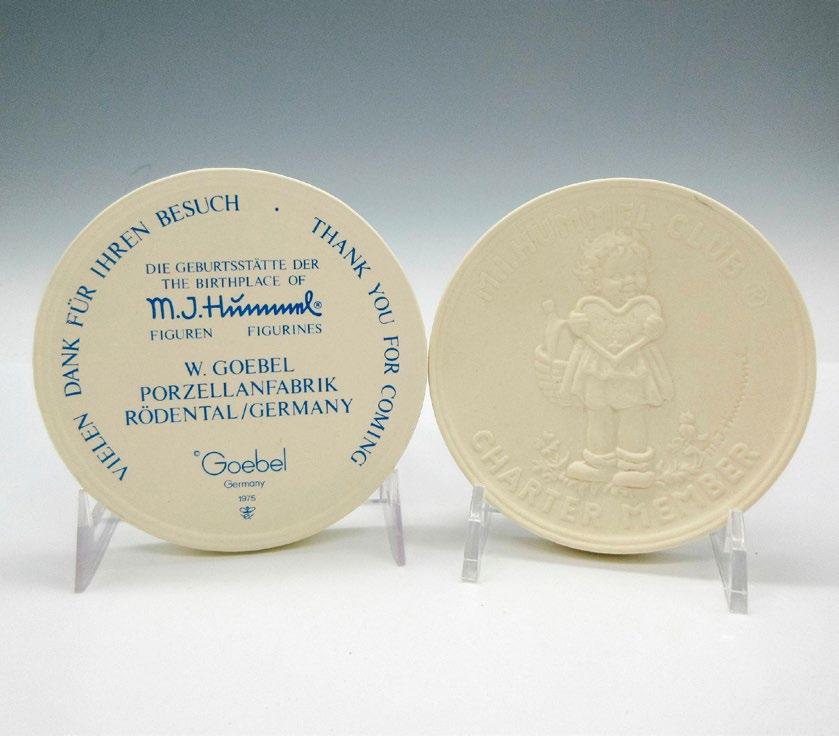 VIELEN DANK FÜR IHREN BESUCH · THANK YOU FOR COMING
DIE GEBURTSSTÄTTE DER
THE BIRTHPLACE OF
M.J.Hummel®
FIGUREN FIGURINES
W. GOEBEL
PORZELLANFABRIK
RÖDENTAL/GERMANY
©Goebel
Germany
1975
M.I. HUMMEL CLUB ®
CHARTER MEMBER